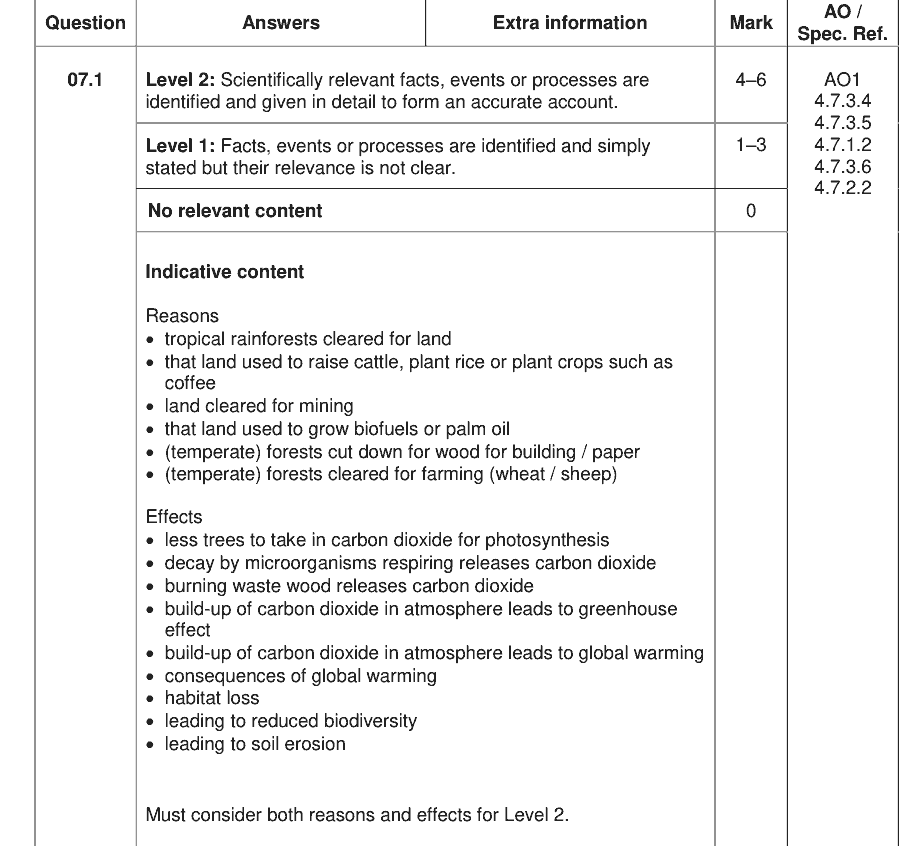 Question Answers Extra information Mark AO /
Spec. Ref.
07.1 Level 2: Scientifically relevant facts, events or processes are 4–6 AO1
identified and given in detail to form an accurate account. 4.7.3.4
4.7.3.5
Level 1: Facts, events or processes are identified and simply 1–3 4.7.1.2
stated but their relevance is not clear. 4.7.3.6
4.7.2.2
No relevant content 0
Indicative content
Reasons
• tropical rainforests cleared for land
• that land used to raise cattle, plant rice or plant crops such as
coffee
• land cleared for mining
• that land used to grow biofuels or palm oil
• (temperate) forests cut down for wood for building / paper
• (temperate) forests cleared for farming (wheat / sheep)
Effects
• less trees to take in carbon dioxide for photosynthesis
• decay by microorganisms respiring releases carbon dioxide
• burning waste wood releases carbon dioxide
• build-up of carbon dioxide in atmosphere leads to greenhouse
effect
• build-up of carbon dioxide in atmosphere leads to global warming
• consequences of global warming
• habitat loss
• leading to reduced biodiversity
• leading to soil erosion
Must consider both reasons and effects for Level 2.